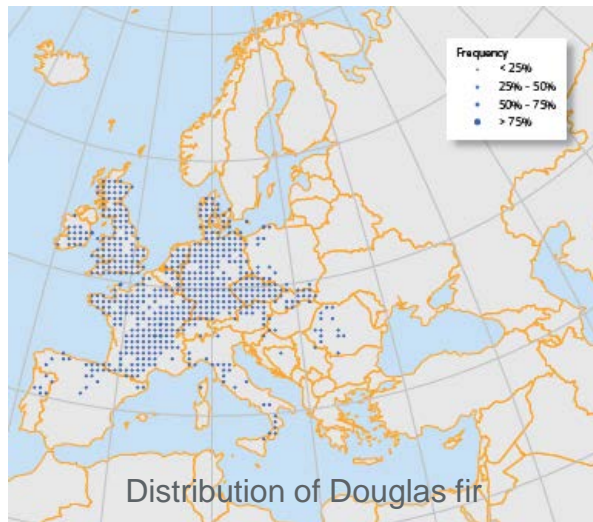 Frequency
< 25%
25% - 50%
50% - 75%
> 75%
Distribution of Douglas fir